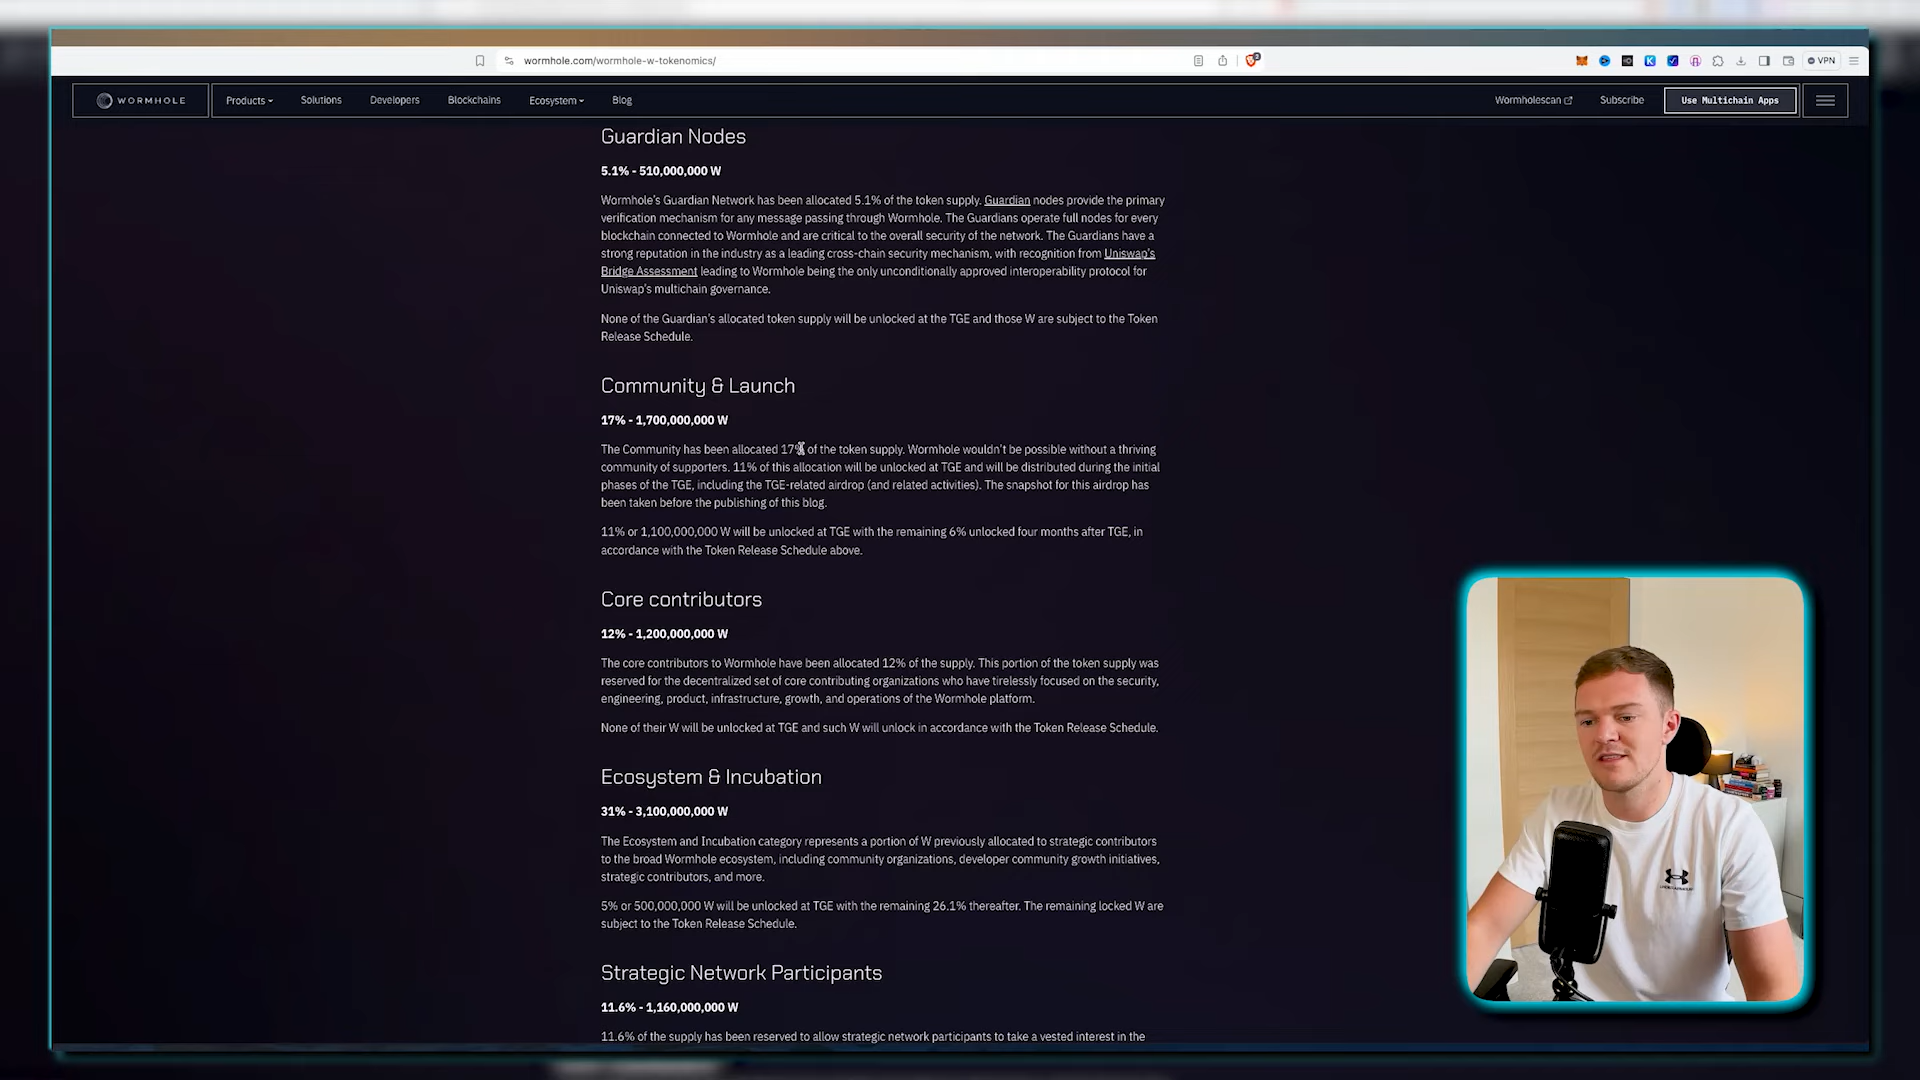 wormhole.com/wormhole-w-tokenomics/
VPN
WORMHOLE
Products
Solutions
Developers
Blockchains
Ecosystem
Blog
Wormholescan
Subscribe
Use Multichain Apps
Guardian Nodes
5.1% - 510,000,000 W
Wormhole's Guardian Network has been allocated 5.1% of the token supply. Guardian nodes provide the primary
verification mechanism for any message passing through Wormhole. The Guardians operate full nodes for every
blockchain connected to Wormhole and are critical to the overall security of the network. The Guardians have a
strong reputation in the industry as a leading cross-chain security mechanism, with recognition from Uniswap's
Bridge Assessment leading to Wormhole being the only unconditionally approved interoperability protocol for
Uniswap's multichain governance.
None of the Guardian's allocated token supply will be unlocked at the TGE and those W are subject to the Token
Release Schedule.
Community & Launch
17% - 1,700,000,000 W
The Community has been allocated 17% of the token supply. Wormhole wouldn't be possible without a thriving
community of supporters. 11% of this allocation will be unlocked at TGE and will be distributed during the initial
phases of the TGE, including the TGE-related airdrop (and related activities). The snapshot for this airdrop has
been taken before the publishing of this blog.
11% or 1,100,000,000 W will be unlocked at TGE with the remaining 6% unlocked four months after TGE, in
accordance with the Token Release Schedule above.
Core contributors
12% - 1,200,000,000 W
The core contributors to Wormhole have been allocated 12% of the supply. This portion of the token supply was
reserved for the decentralized set of core contributing organizations who have tirelessly focused on the security,
engineering, product, infrastructure, growth, and operations of the Wormhole platform.
None of their W will be unlocked at TGE and such W will unlock in accordance with the Token Release Schedule.
Ecosystem & Incubation
31% - 3,100,000,000 W
The Ecosystem and Incubation category represents a portion of W previously allocated to strategic contributors
to the broad Wormhole ecosystem, including community organizations, developer community growth initiatives,
strategic contributors, and more.
5% or 500,000,000 W will be unlocked at TGE with the remaining 26.1% thereafter. The remaining locked W are
subject to the Token Release Schedule.
Strategic Network Participants
11.6% - 1,160,000,000 W
11.6% of the supply has been reserved to allow strategic network participants to take a vested interest in the